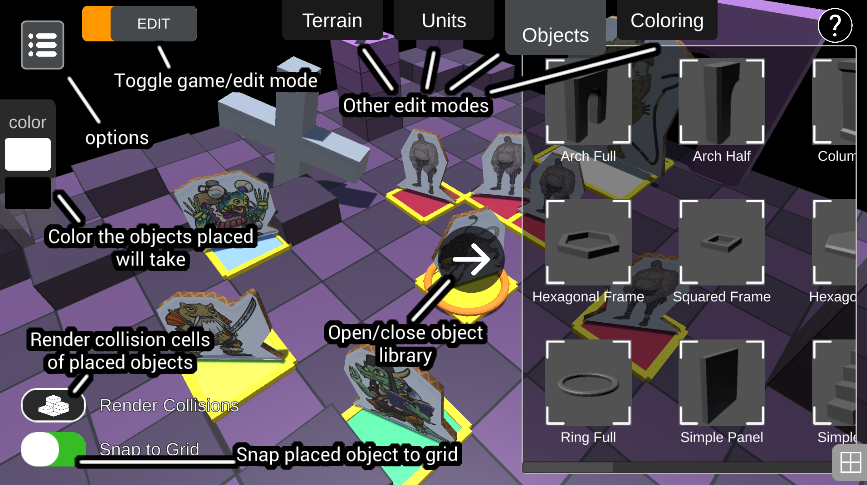 EDIT
Terrain
Units
Objects
Coloring
?
Toggle game/edit mode
Other edit modes
options
color
Color the objects placed
will take
Arch Full
Arch Half
Colum
Hexagonal Frame
Squared Frame
Hexago
Open/close object
library
Render collision cells
of placed objects
Render Collisions
Snap to Grid
Snap placed object to grid
Ring Full
Simple Panel
Simple